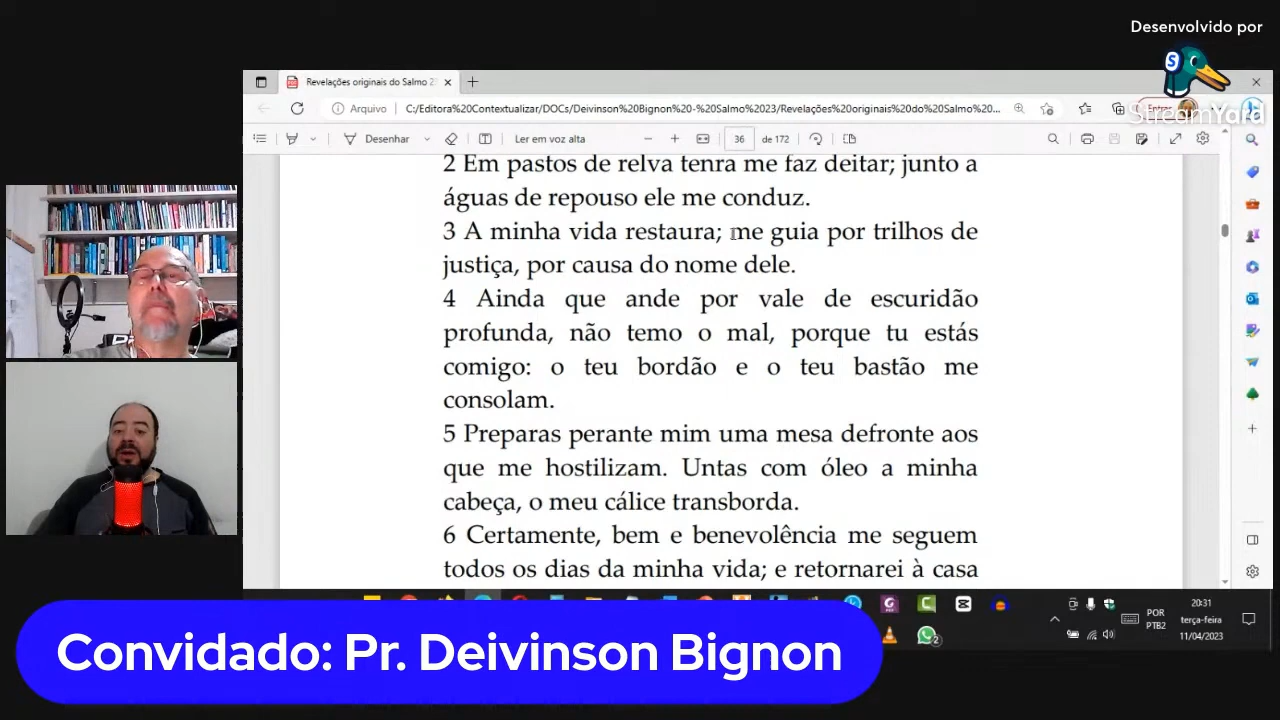 Desenvolvido por
StreamYard
Revelações originais do Salmo 2
Arquivo C:/Editora%20Contextualizar/DOCs/Deivinson%20Bignon%20-%20Salmo%2023/Revelações%20originais%20do%20Salmo%20... Entrar
Desenhar Ler em voz alta 36 de 172
2 Em pastos de relva tenra me faz deitar; junto a
águas de repouso ele me conduz.
3 A minha vida restaura; me guia por trilhos de
justiça, por causa do nome dele.
4 Ainda que ande por vale de escuridão
profunda, não temo o mal, porque tu estás
comigo: o teu bordão e o teu bastão me
consolam.
5 Preparas perante mim uma mesa defronte aos
que me hostilizam. Untas com óleo a minha
cabeça, o meu cálice transborda.
6 Certamente, bem e benevolência me seguem
todos os dias da minha vida; e retornarei à casa
POR
PTB2
20:31
terça-feira
11/04/2023
2
Convidado: Pr. Deivinson Bignon